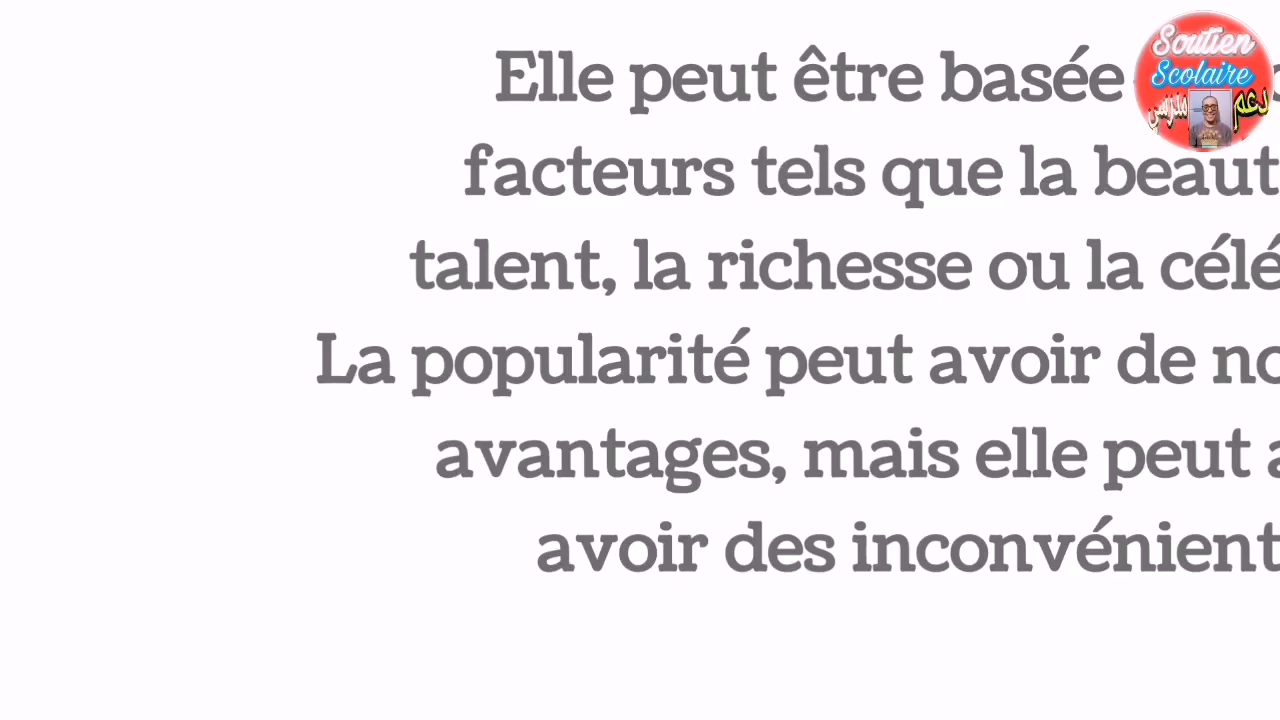 Elle peut être basée
facteurs tels que la beaut
talent, la richesse ou la célé
La popularité peut avoir de no
avantages, mais elle peut a
avoir des inconvénient
Soutien
Scolaire
دعم مدرسي